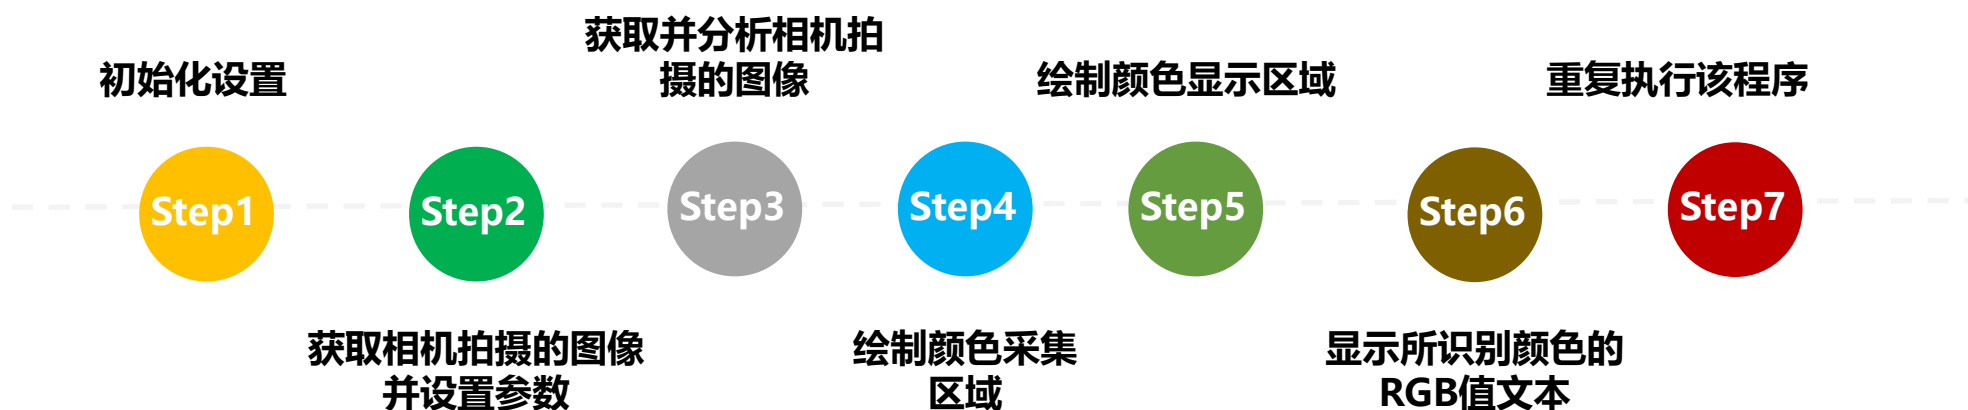 初始化设置
Step1
Step2
获取相机拍摄的图像
并设置参数
获取并分析相机拍
摄的图像
Step3
Step4
绘制颜色采集
区域
绘制颜色显示区域
Step5
Step6
显示所识别颜色的
RGB值文本
重复执行该程序
Step7